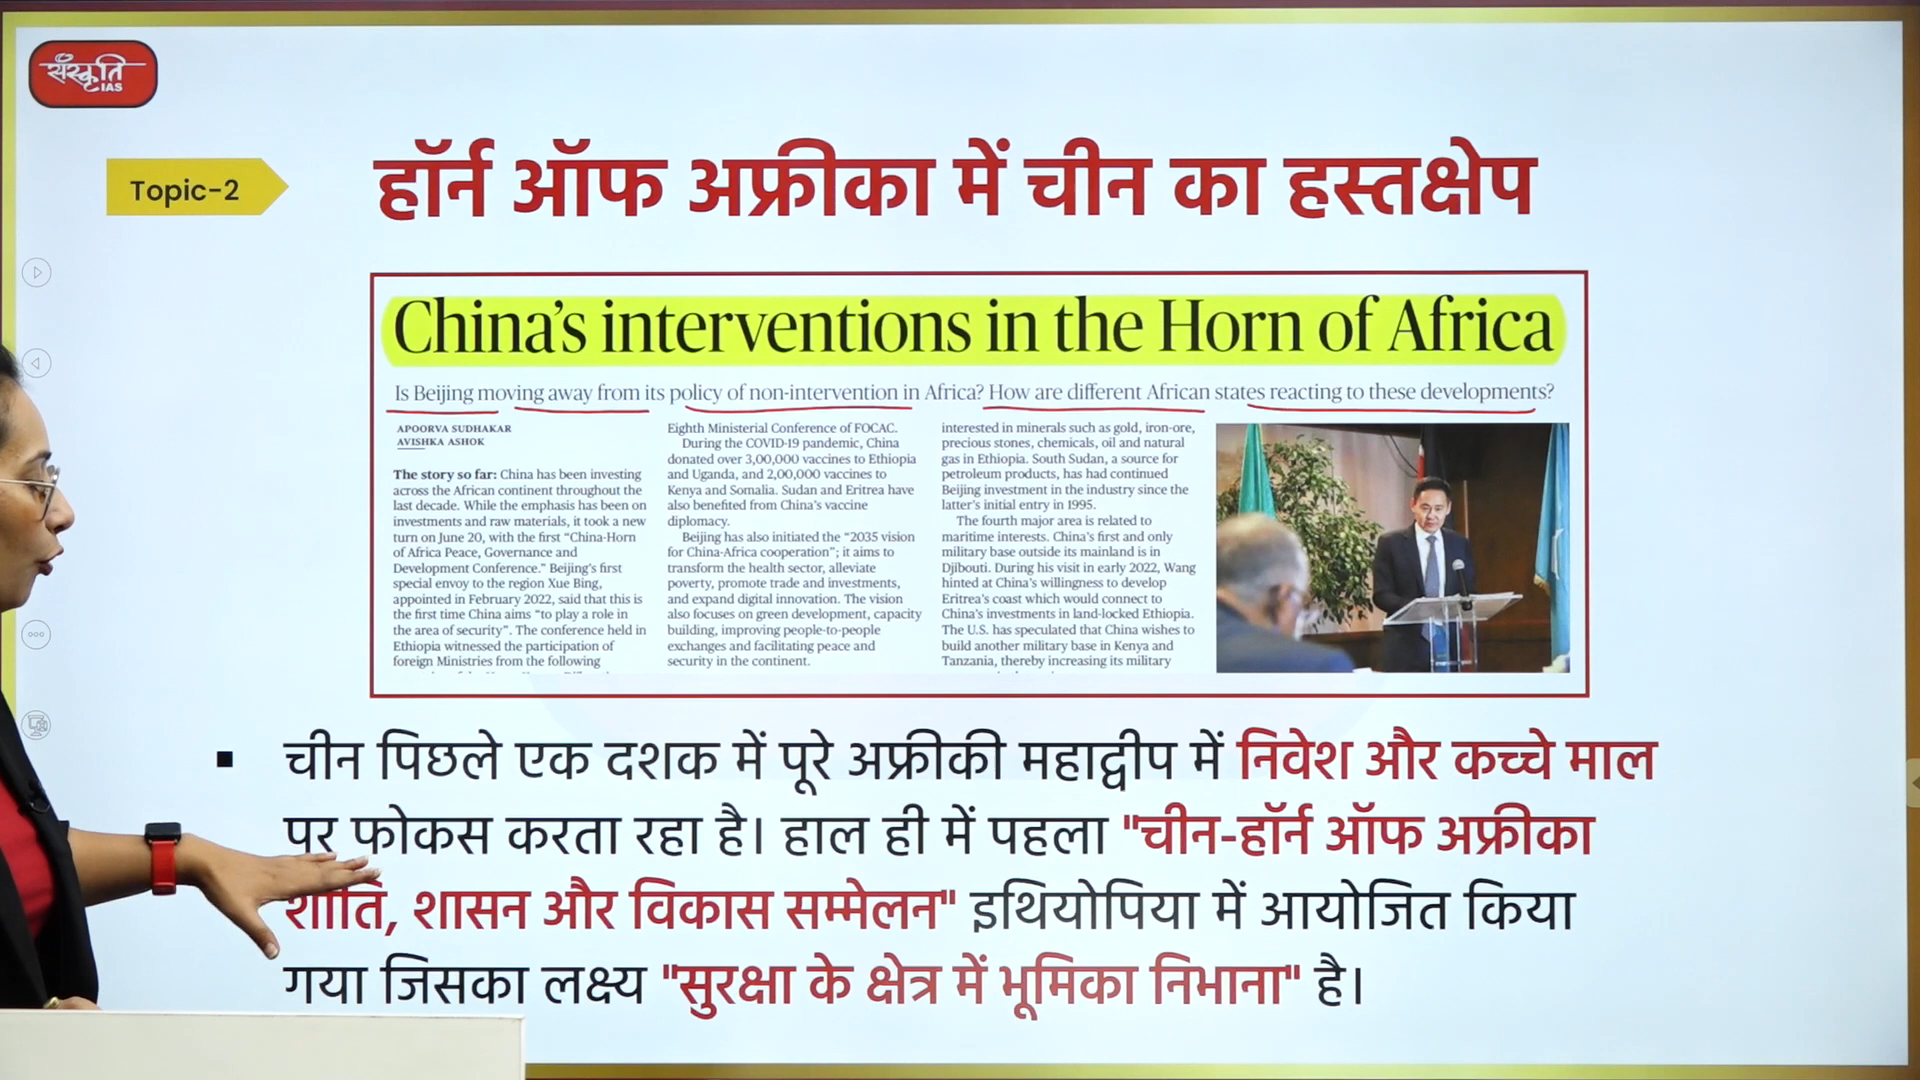 संस्कृति
IAS
Topic-2
हॉर्न ऑफ अफ्रीका में चीन का हस्तक्षेप
China's interventions in the Horn of Africa
Is Beijing moving away from its policy of non-intervention in Africa? How are different African states reacting to these developments?
APOORVA SUDHAKAR
AVISHKA ASHOK
The story so far: China has been investing
across the African continent throughout the
last decade. While the emphasis has been on
investments and raw materials, it took a new
turn on June 20, with the first "China-Horn
of Africa Peace, Governance and
Development Conference." Beijing's first
special envoy to the region Xue Bing,
appointed in February 2022, said that this is
the first time China aims "to play a role in
the area of security". The conference held in
Ethiopia witnessed the participation of
foreign Ministries from the following
Eighth Ministerial Conference of FOCAC.
During the COVID-19 pandemic, China
donated over 3,00,000 vaccines to Ethiopia
and Uganda, and 2,00,000 vaccines to
Kenya and Somalia. Sudan and Eritrea have
also benefited from China's vaccine
diplomacy.
Beijing has also initiated the "2035 vision
for China-Africa cooperation"; it aims to
transform the health sector, alleviate
poverty, promote trade and investments,
and expand digital innovation. The vision
also focuses on green development, capacity
building, improving people-to-people
exchanges and facilitating peace and
security in the continent.
interested in minerals such as gold, iron-ore,
precious stones, chemicals, oil and natural
gas in Ethiopia. South Sudan, a source for
petroleum products, has had continued
Beijing investment in the industry since the
latter's initial entry in 1995.
The fourth major area is related to
maritime interests. China's first and only
military base outside its mainland is in
Djibouti. During his visit in early 2022, Wang
hinted at China's willingness to develop
Eritrea's coast which would connect to
China's investments in land-locked Ethiopia.
The U.S. has speculated that China wishes to
build another military base in Kenya and
Tanzania, thereby increasing its military
▪ चीन पिछले एक दशक में पूरे अफ्रीकी महाद्वीप में निवेश और कच्चे माल
पर फोकस करता रहा है। हाल ही में पहला "चीन-हॉर्न ऑफ अफ्रीका
शांति, शासन और विकास सम्मेलन" इथियोपिया में आयोजित किया
गया जिसका लक्ष्य "सुरक्षा के क्षेत्र में भूमिका निभाना" है।